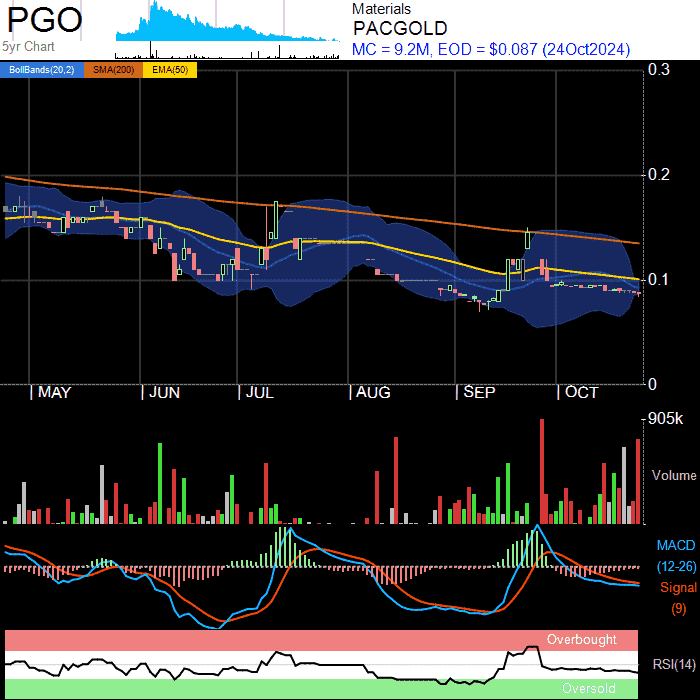 PGO
5yr Chart
Materials
PACGOLD
MC = 9.2M, EOD = $0.087 (24Oct2024)
BollBands(20,2) SMA(200) EMA(50)
0.3
0.2
0.1
0
MAY JUN JUL AUG SEP OCT
905k
Volume
MACD
(12-26)
Signal
(9)
Overbought
RSI(14)
Oversold